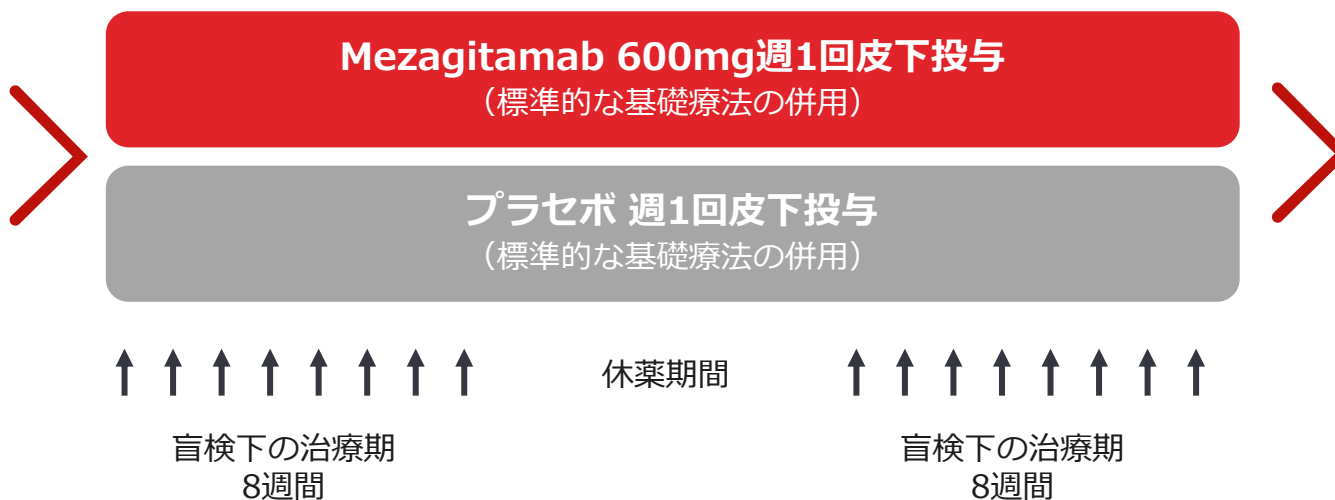 Mezagitamab 600mg週1回皮下投与
（標準的な基礎療法の併用）
プラセボ 週1回皮下投与
（標準的な基礎療法の併用）
休薬期間
盲検下の治療期
8週間
盲検下の治療期
8週間